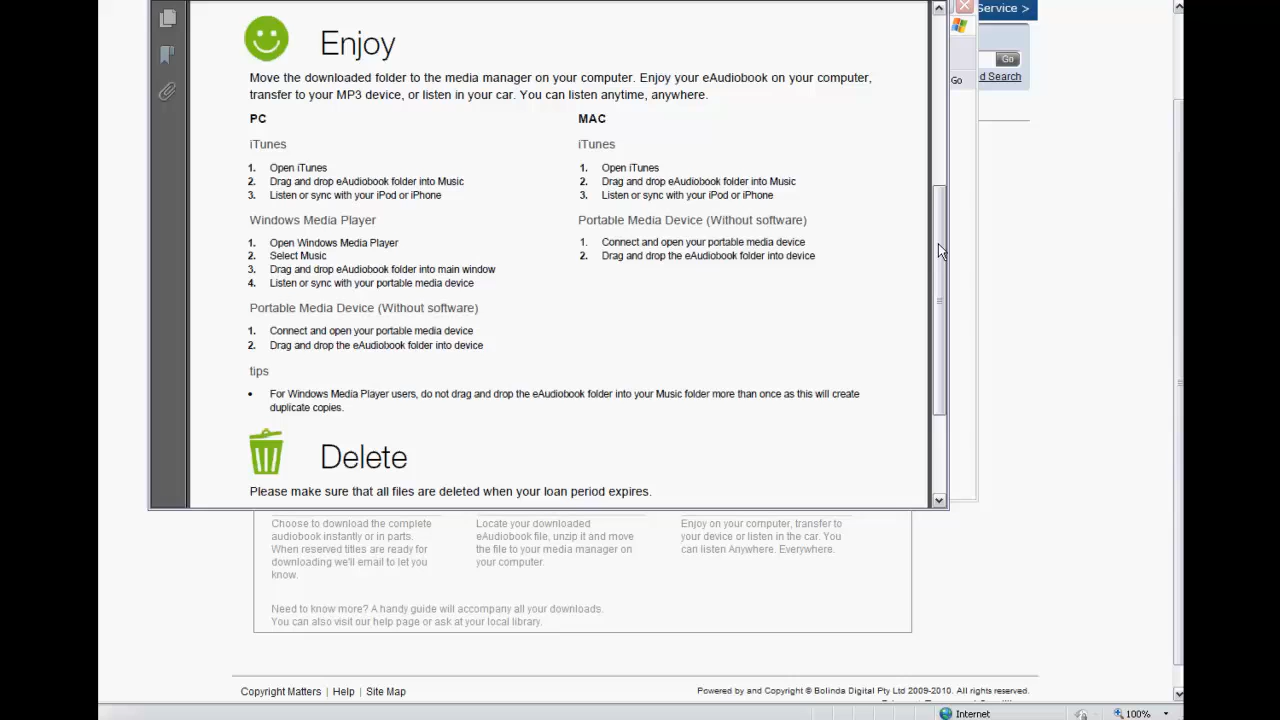 Service >
Enjoy
Go
Move the downloaded folder to the media manager on your computer. Enjoy your eAudiobook on your computer,
d Search
Go
transfer to your MP3 device, or listen in your car. You can listen anytime, anywhere.
PC
MAC
iTunes
iTunes
1. Open iTunes
1. Open iTunes
2. Drag and drop eAudiobook folder into Music
2. Drag and drop eAudiobook folder into Music
3. Listen or sync with your iPod or iPhone
3. Listen or sync with your iPod or iPhone
Windows Media Player
Portable Media Device (Without software)
1. Open Windows Media Player
1. Connect and open your portable media device
2. Select Music
2. Drag and drop the eAudiobook folder into device
3. Drag and drop eAudiobook folder into main window
4. Listen or sync with your portable media device
Portable Media Device (Without software)
1. Connect and open your portable media device
2. Drag and drop the eAudiobook folder into device
tips
• For Windows Media Player users, do not drag and drop the eAudiobook folder into your Music folder more than once as this will create
duplicate copies.
Delete
Please make sure that all files are deleted when your loan period expires.
Choose to download the complete
audiobook instantly or in parts.
When reserved titles are ready for
downloading we'll email to let you
know.
Locate your downloaded
eAudiobook file, unzip it and move
the file to your media manager on
your computer.
Enjoy on your computer, transfer to
your device or listen in the car. You
can listen Anywhere. Everywhere.
Need to know more? A handy guide will accompany all your downloads.
You can also visit our help page or ask at your local library.
Copyright Matters | Help | Site Map
Powered by and Copyright © Bolinda Digital Pty Ltd 2009-2010. All rights reserved.
Internet
100%